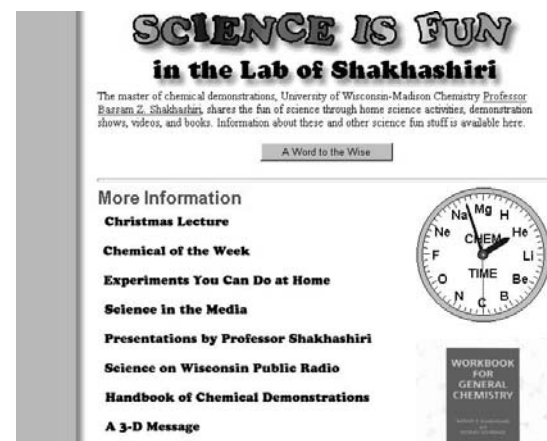 SCIENCE IS FUN
in the Lab of Shakhashiri
The master of chemical demonstrations, University of Wisconsin-Madison Chemistry Professor
Bassam Z. Shakhashiri, shares the fun of science through home science activities, demonstration
shows, videos, and books. Information about these and other science fun stuff is available here.
A Word to the Wise
More Information
Christmas Lecture
Chemical of the Week
Experiments You Can Do at Home
Science in the Media
Presentations by Professor Shakhashiri
Science on Wisconsin Public Radio
Handbook of Chemical Demonstrations
A 3-D Message
Mg
Na H
Ne CHEM He
F Li
TIME
O Be
N C B
WORKBOOK
FOR
GENERAL
CHEMISTRY